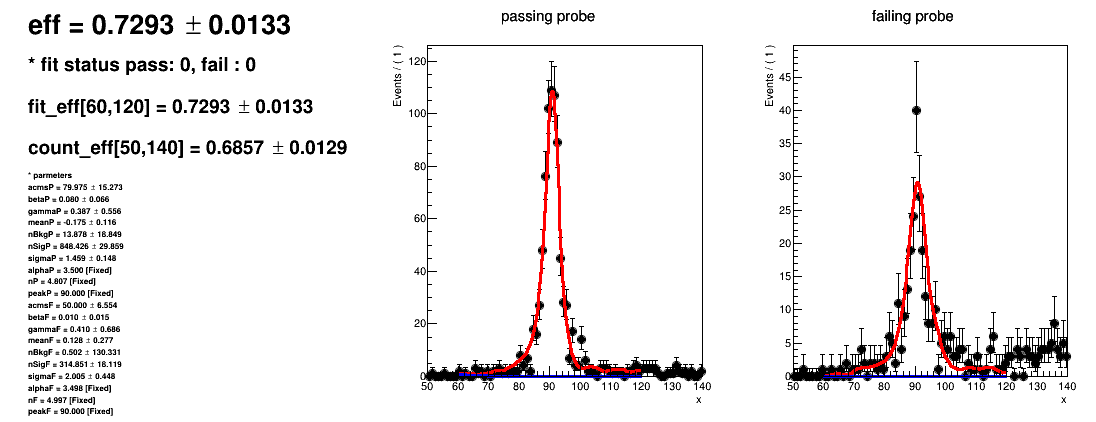 eff = 0.7293 ± 0.0133
* fit status pass: 0, fail : 0
fit_eff[60,120] = 0.7293 ± 0.0133
count_eff[50,140] = 0.6857 ± 0.0129
* parmeters
acmsP = 79.975 ± 15.273
betaP = 0.080 ± 0.066
gammaP = 0.387 ± 0.556
meanP = -0.175 ± 0.116
nBkgP = 13.878 ± 18.849
nSigP = 848.426 ± 29.859
sigmaP = 1.459 ± 0.148
alphaP = 3.500 [Fixed]
nP = 4.807 [Fixed]
peakP = 90.000 [Fixed]
acmsF = 50.000 ± 6.554
betaF = 0.010 ± 0.015
gammaF = 0.410 ± 0.686
meanF = 0.128 ± 0.277
nBkgF = 0.502 ± 130.331
nSigF = 314.851 ± 18.119
sigmaF = 2.005 ± 0.448
alphaF = 3.498 [Fixed]
nF = 4.997 [Fixed]
peakF = 90.000 [Fixed]
passing probe
Events / ( 1 )
120
100
80
60
40
20
0
50 60 70 80 90 100 110 120 130 140
x
failing probe
Events / ( 1 )
45
40
35
30
25
20
15
10
5
0
50 60 70 80 90 100 110 120 130 140
x